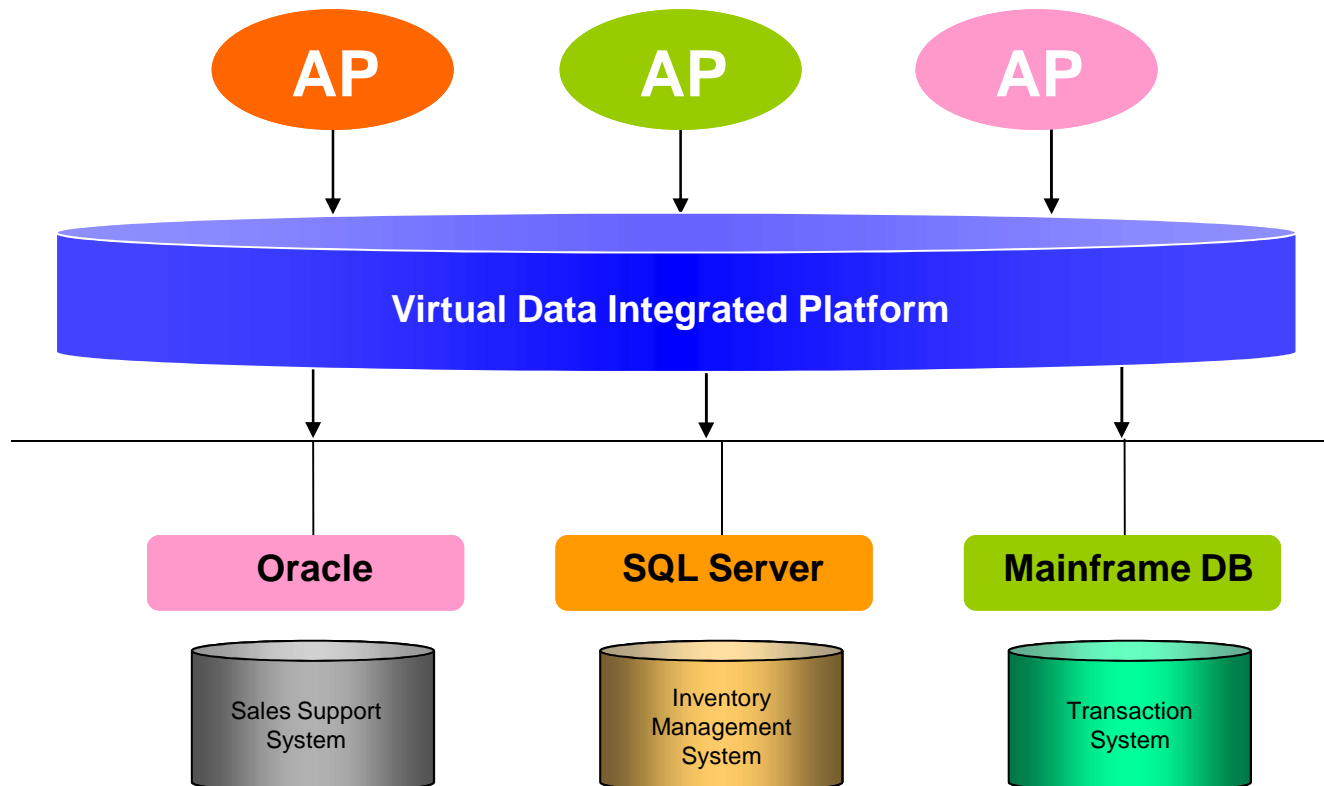 AP
AP
AP
Virtual Data Integrated Platform
Oracle
SQL Server
Mainframe DB
Sales Support
System
Inventory
Management
System
Transaction
System